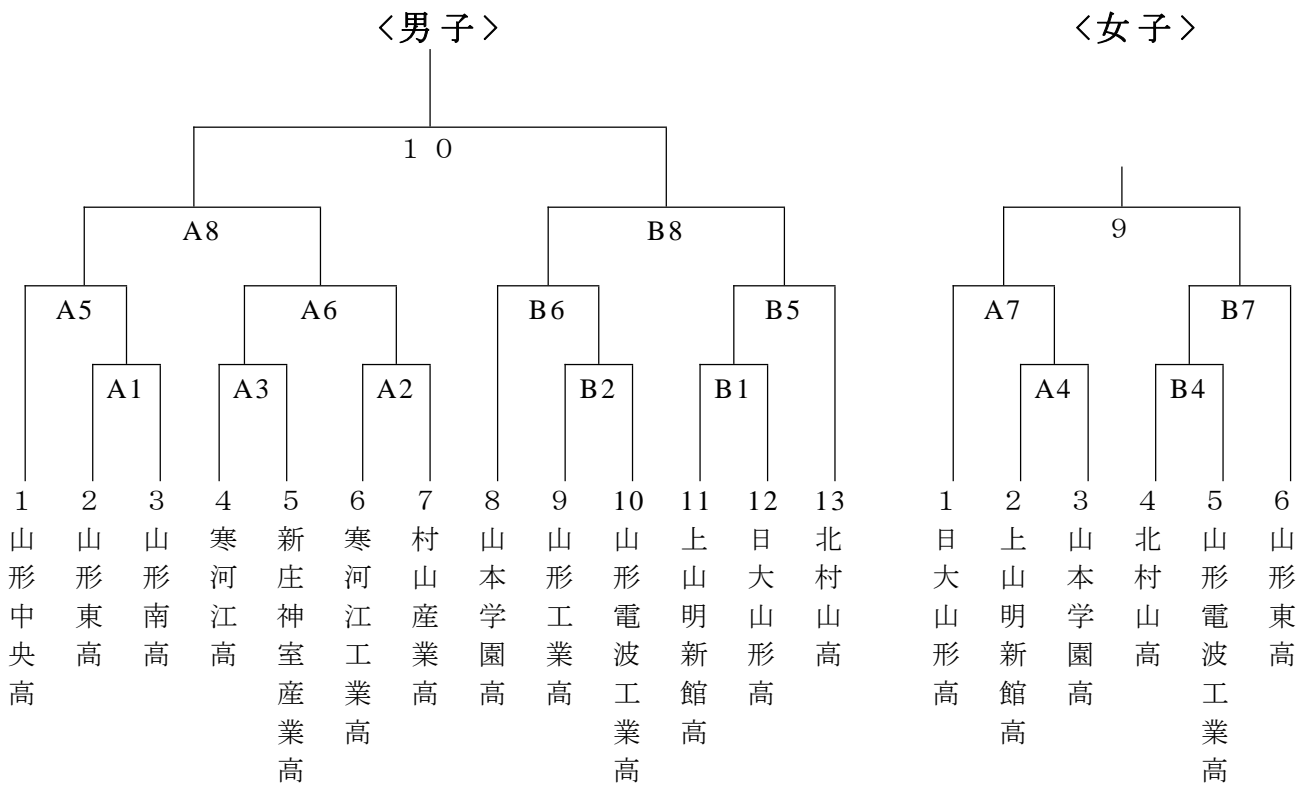 ＜男子＞
＜女子＞
１０
A8
B8
９
A5
A6
B6
B5
A7
B7
A1
A3
A2
B2
B1
A4
B4
1
山形中央高
2
山形東高
3
山形南高
4
寒河江高
5
新庄神室産業高
6
寒河江工業高
7
村山産業高
8
山本学園高
9
山形工業高
10
山形電波工業高
11
上山明新館高
12
日大山形高
13
北村山高
1
日大山形高
2
上山明新館高
3
山本学園高
4
北村山高
5
山形電波工業高
6
山形東高